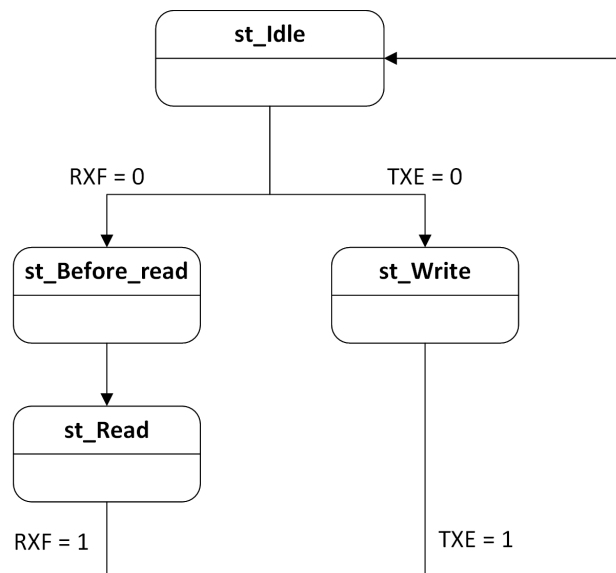 st_Idle
RXF = 0
TXE = 0
st_Before_read
st_Write
st_Read
RXF = 1
TXE = 1